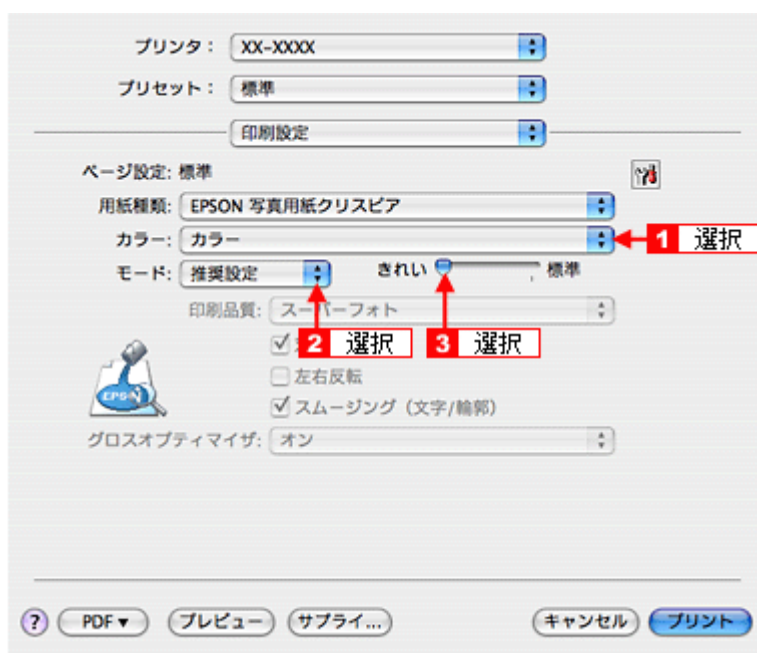 プリンタ： XX-XXXX
プリセット： 標準
印刷設定
ページ設定: 標準
用紙種類: EPSON 写真用紙クリスピア
カラー: カラー
1 選択
モード: 推奨設定 きれい 標準
印刷品質: スーパーフォト
2 選択 3 選択
左右反転
スムージング（文字/輪郭）
EPSON
グロスオプティマイザ: オン
? PDF▼ プレビュー サプライ... キャンセル プリント